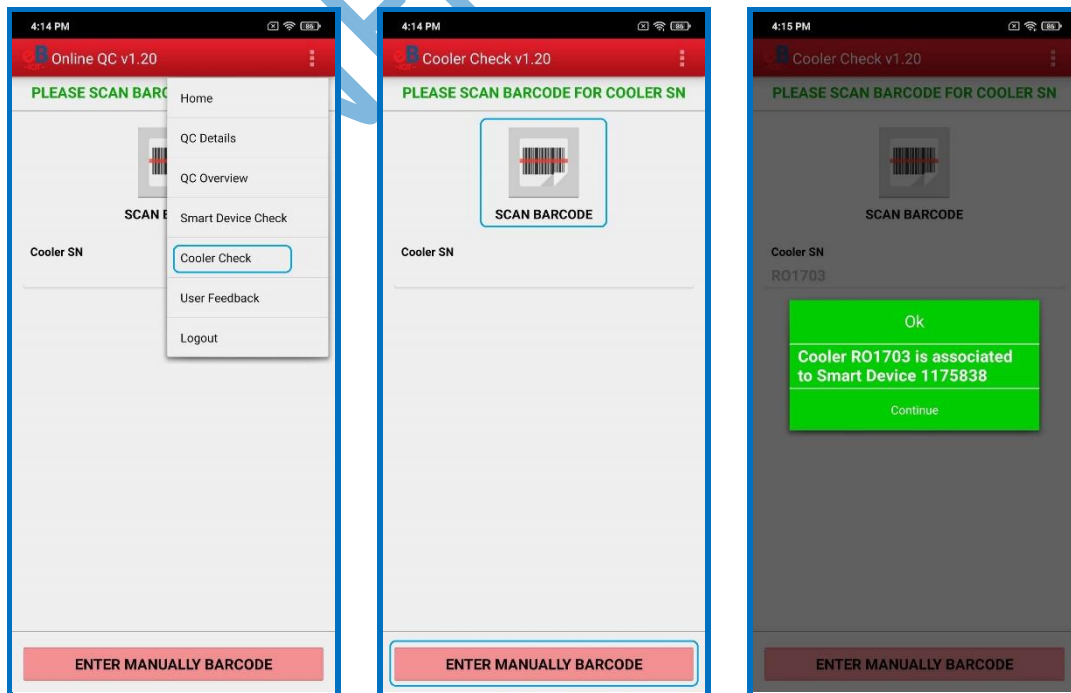 4:14 PM
85
Online QC v1.20
PLEASE SCAN BARC
Home
QC Details
QC Overview
SCAN B
Smart Device Check
Cooler SN
Cooler Check
User Feedback
Logout
ENTER MANUALLY BARCODE
4:14 PM
85
Cooler Check v1.20
PLEASE SCAN BARCODE FOR COOLER SN
SCAN BARCODE
Cooler SN
ENTER MANUALLY BARCODE
4:15 PM
85
Cooler Check v1.20
PLEASE SCAN BARCODE FOR COOLER SN
SCAN BARCODE
Cooler SN
RO1703
Ok
Cooler RO1703 is associated
to Smart Device 1175838
Continue
ENTER MANUALLY BARCODE